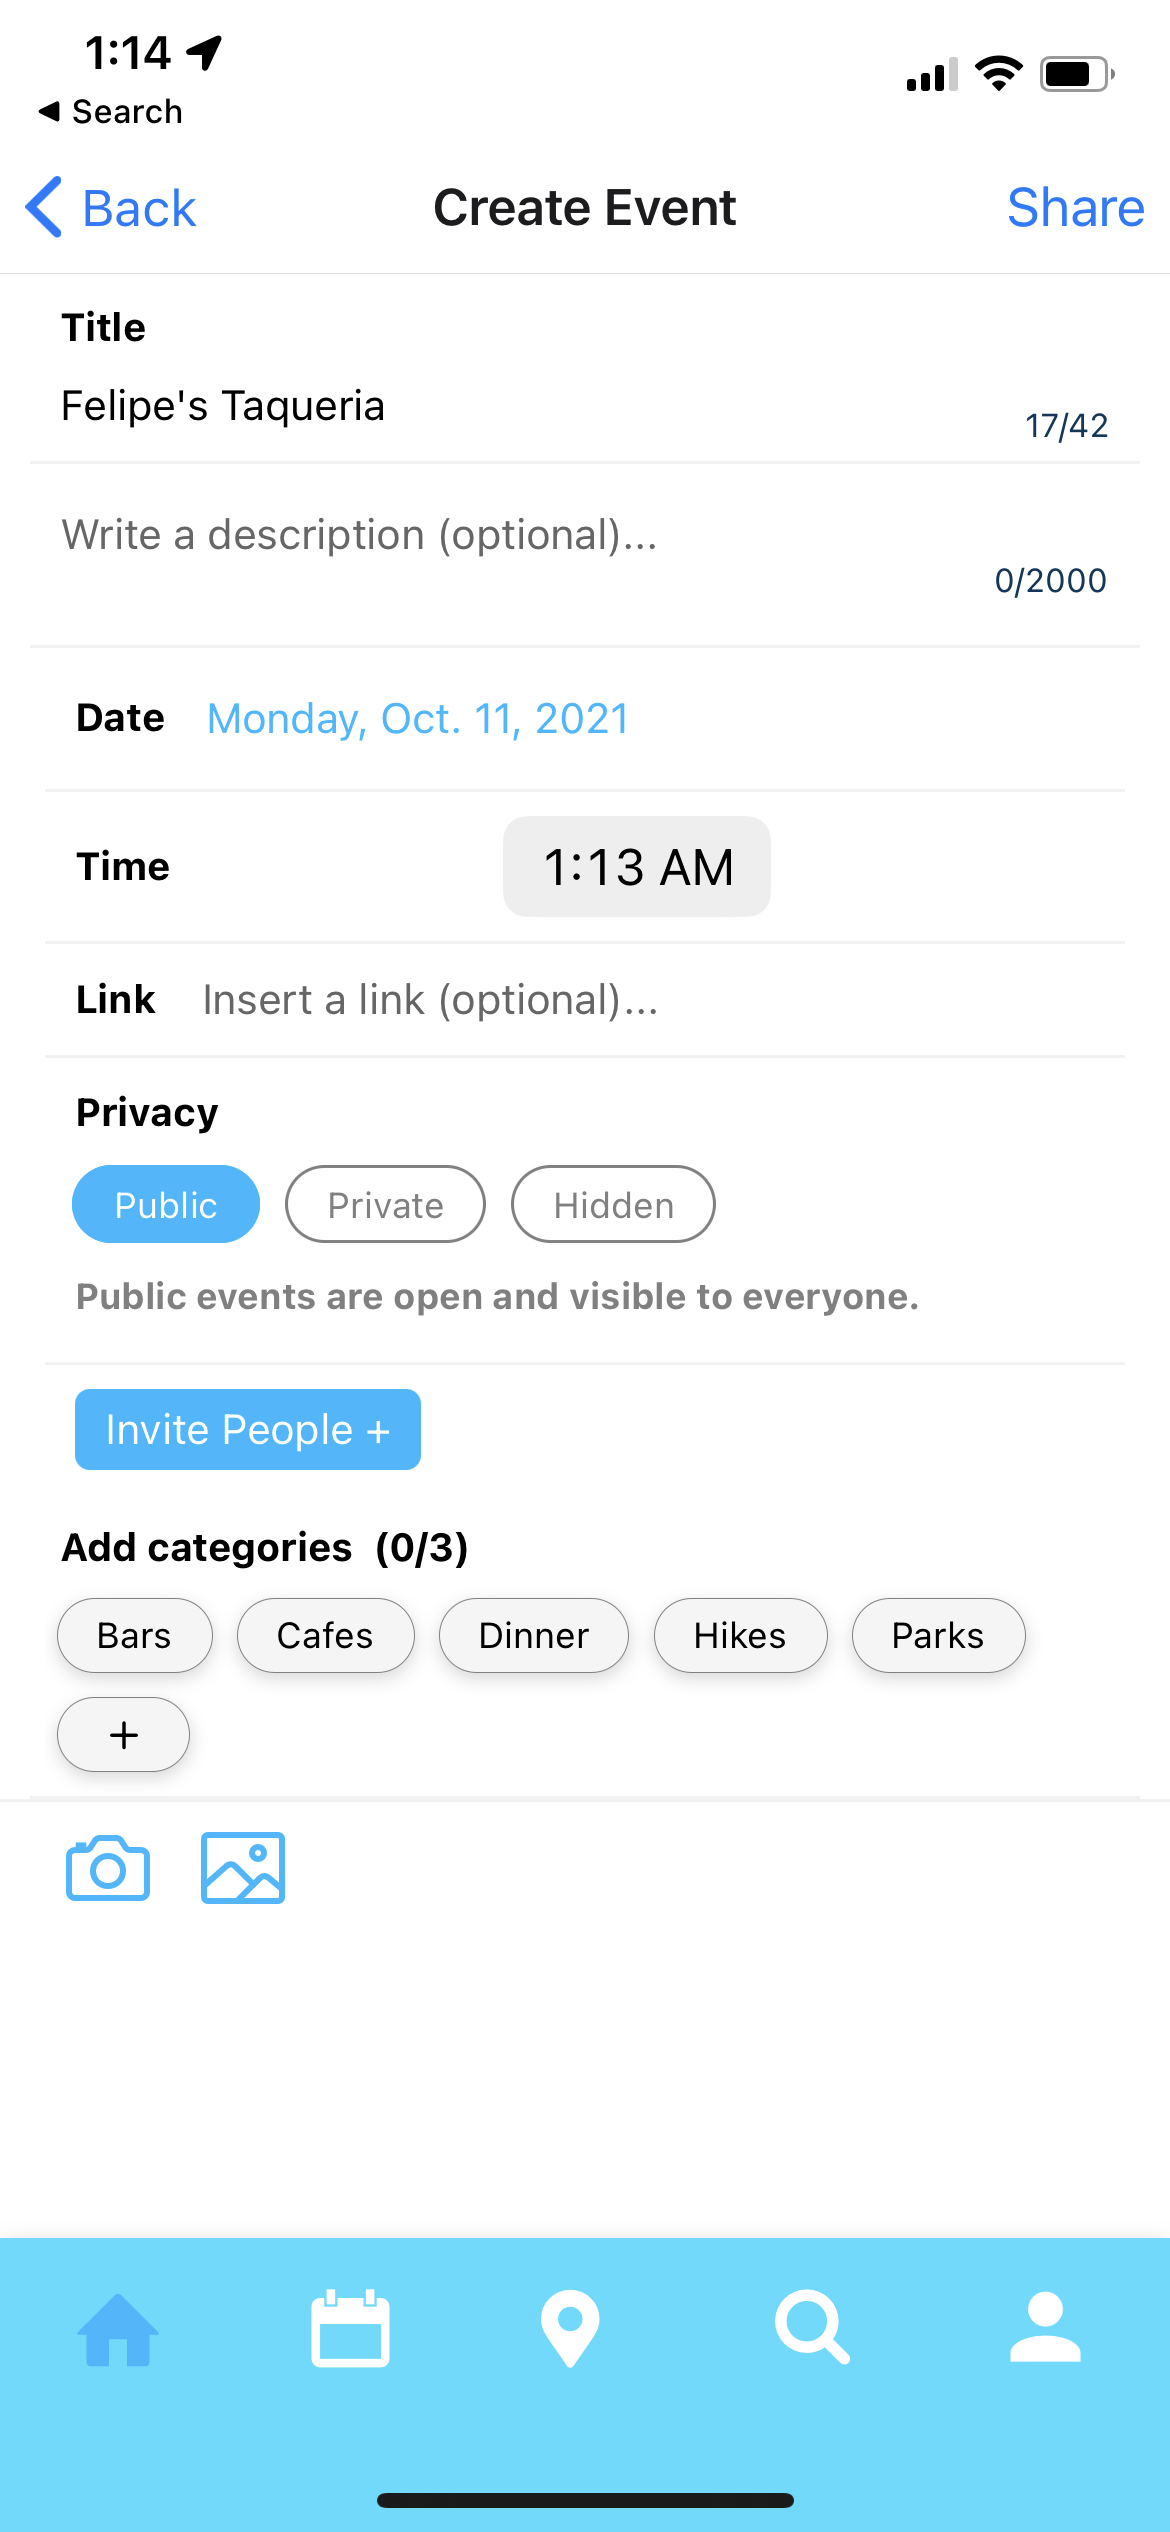 1:14
◀ Search
Back Create Event Share
Title
Felipe's Taqueria
17/42
Write a description (optional)...
0/2000
Date Monday, Oct. 11, 2021
Time 1:13 AM
Link Insert a link (optional)...
Privacy
Public Private Hidden
Public events are open and visible to everyone.
Invite People +
Add categories (0/3)
Bars Cafes Dinner Hikes Parks
+